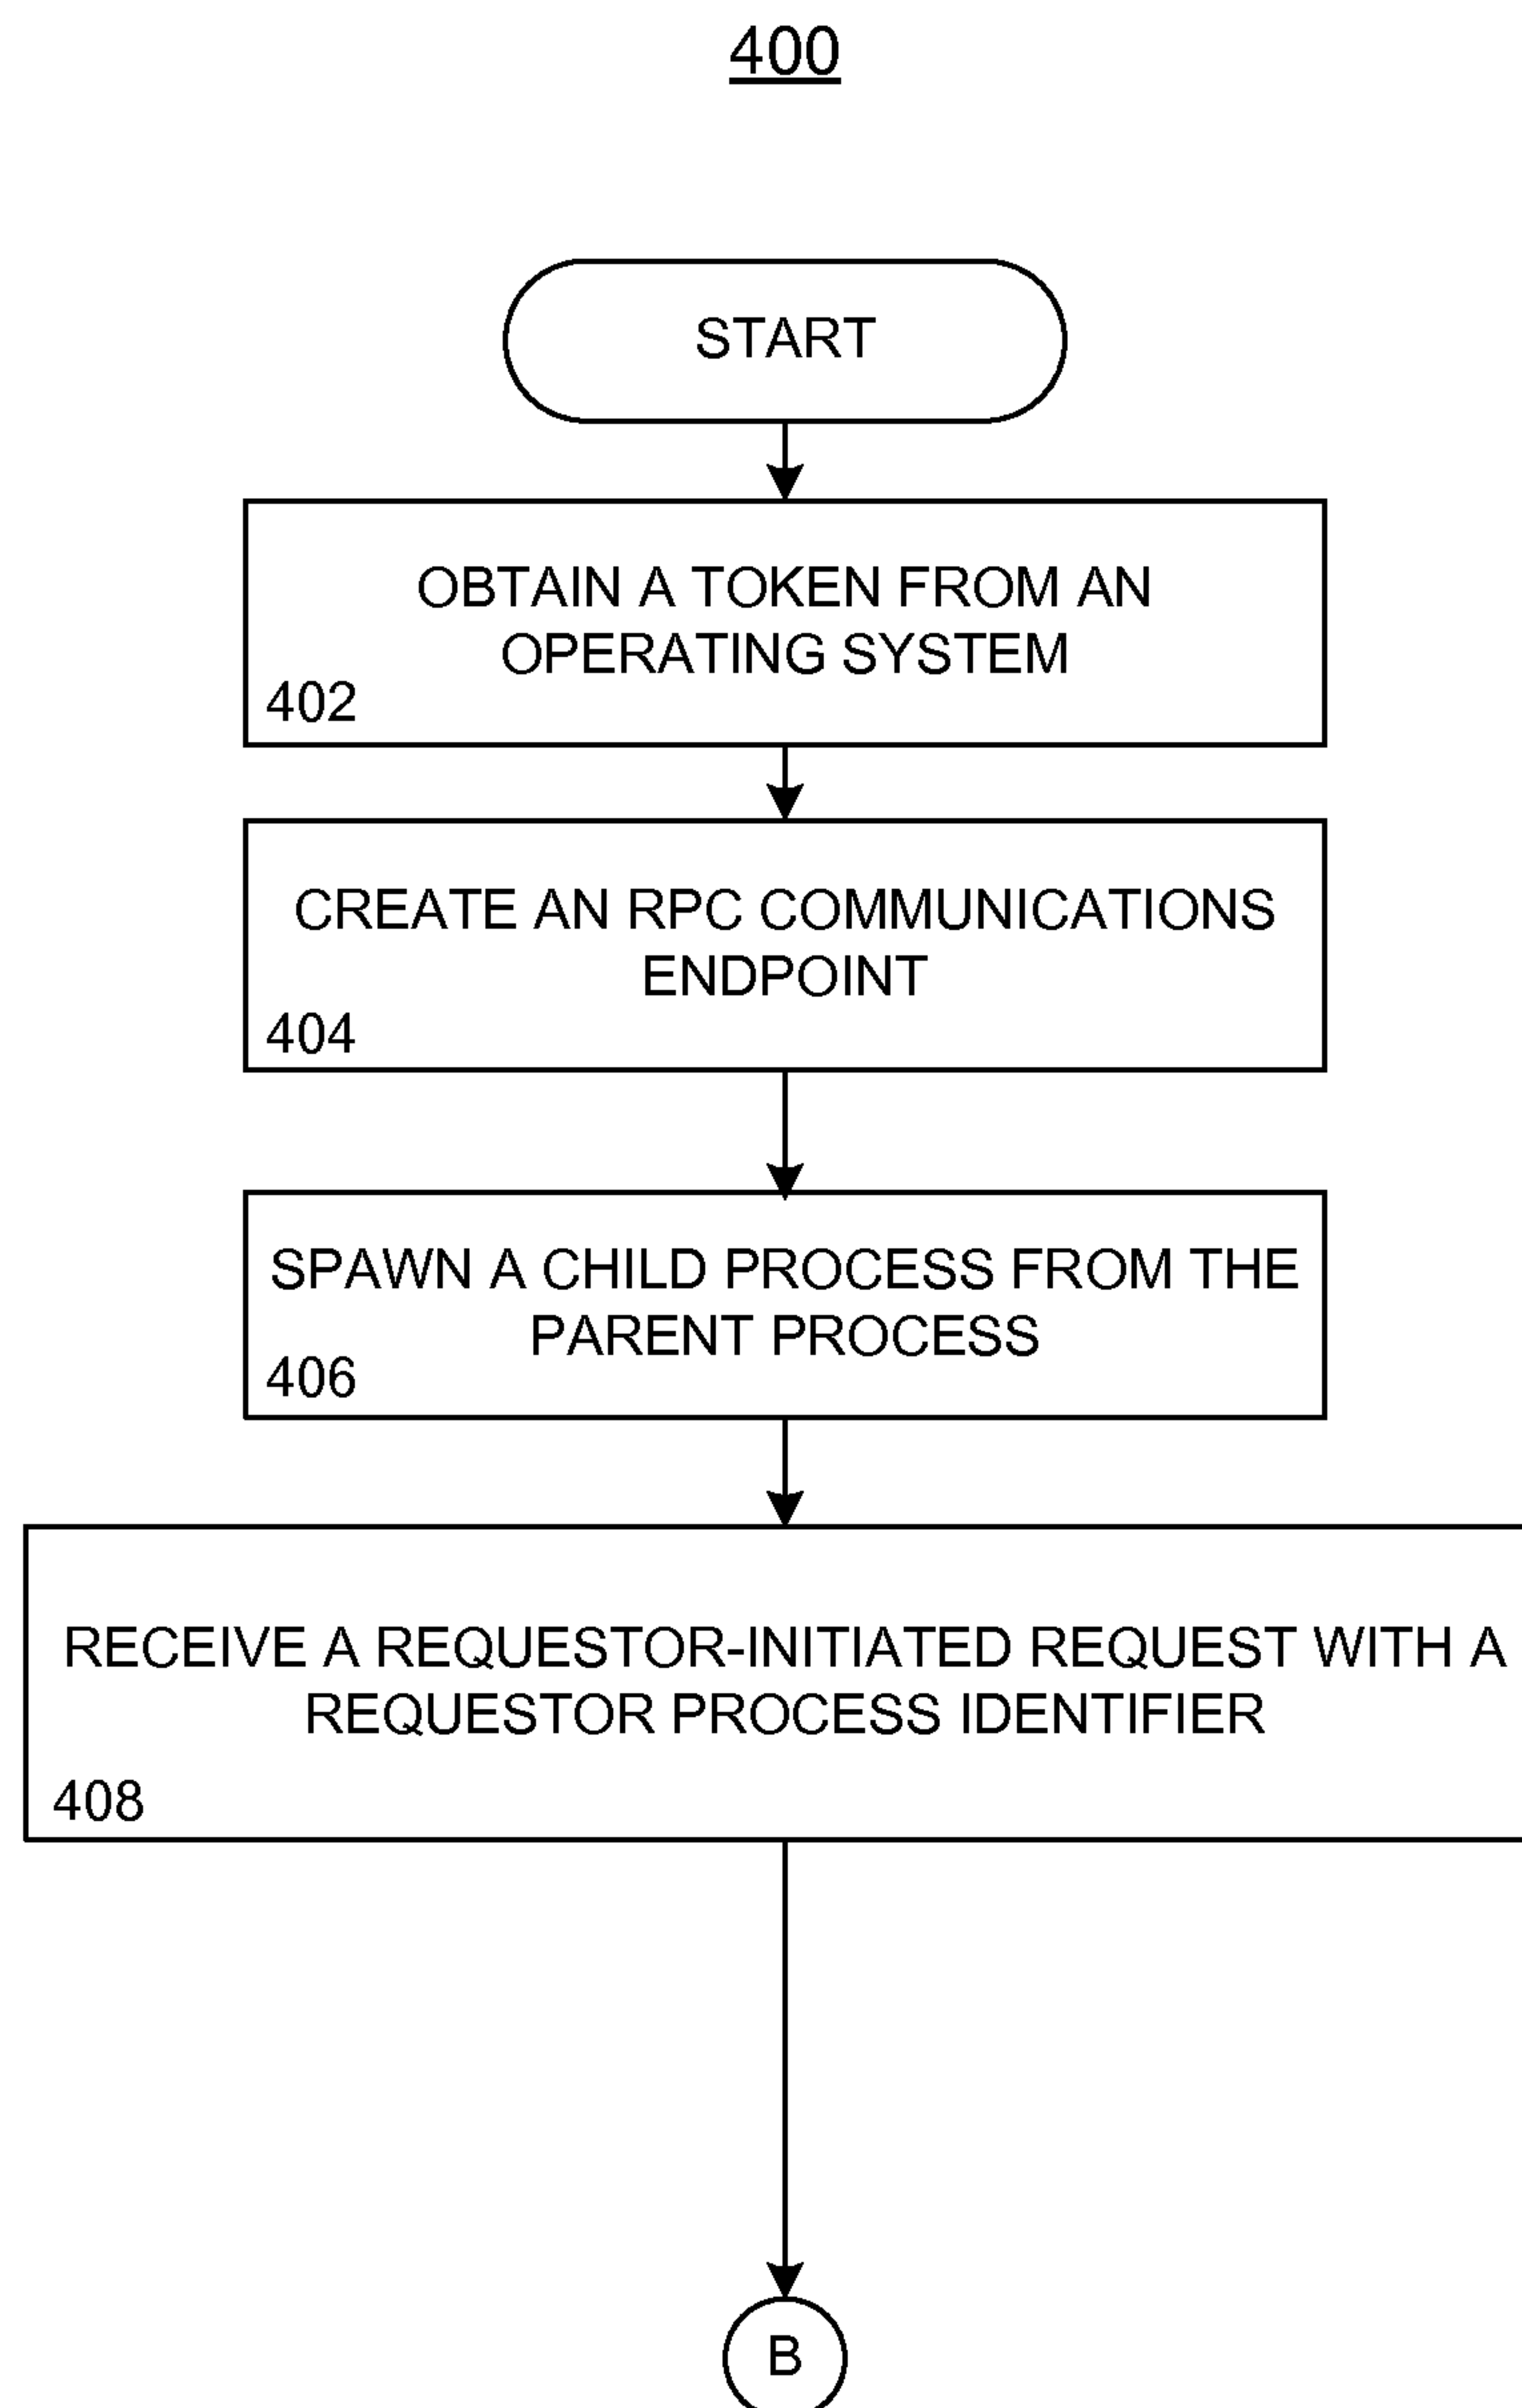 400
START
OBTAIN A TOKEN FROM AN
OPERATING SYSTEM
402
CREATE AN RPC COMMUNICATIONS
ENDPOINT
404
SPAWN A CHILD PROCESS FROM THE
PARENT PROCESS
406
RECEIVE A REQUESTOR-INITIATED REQUEST WITH A
REQUESTOR PROCESS IDENTIFIER
408
B